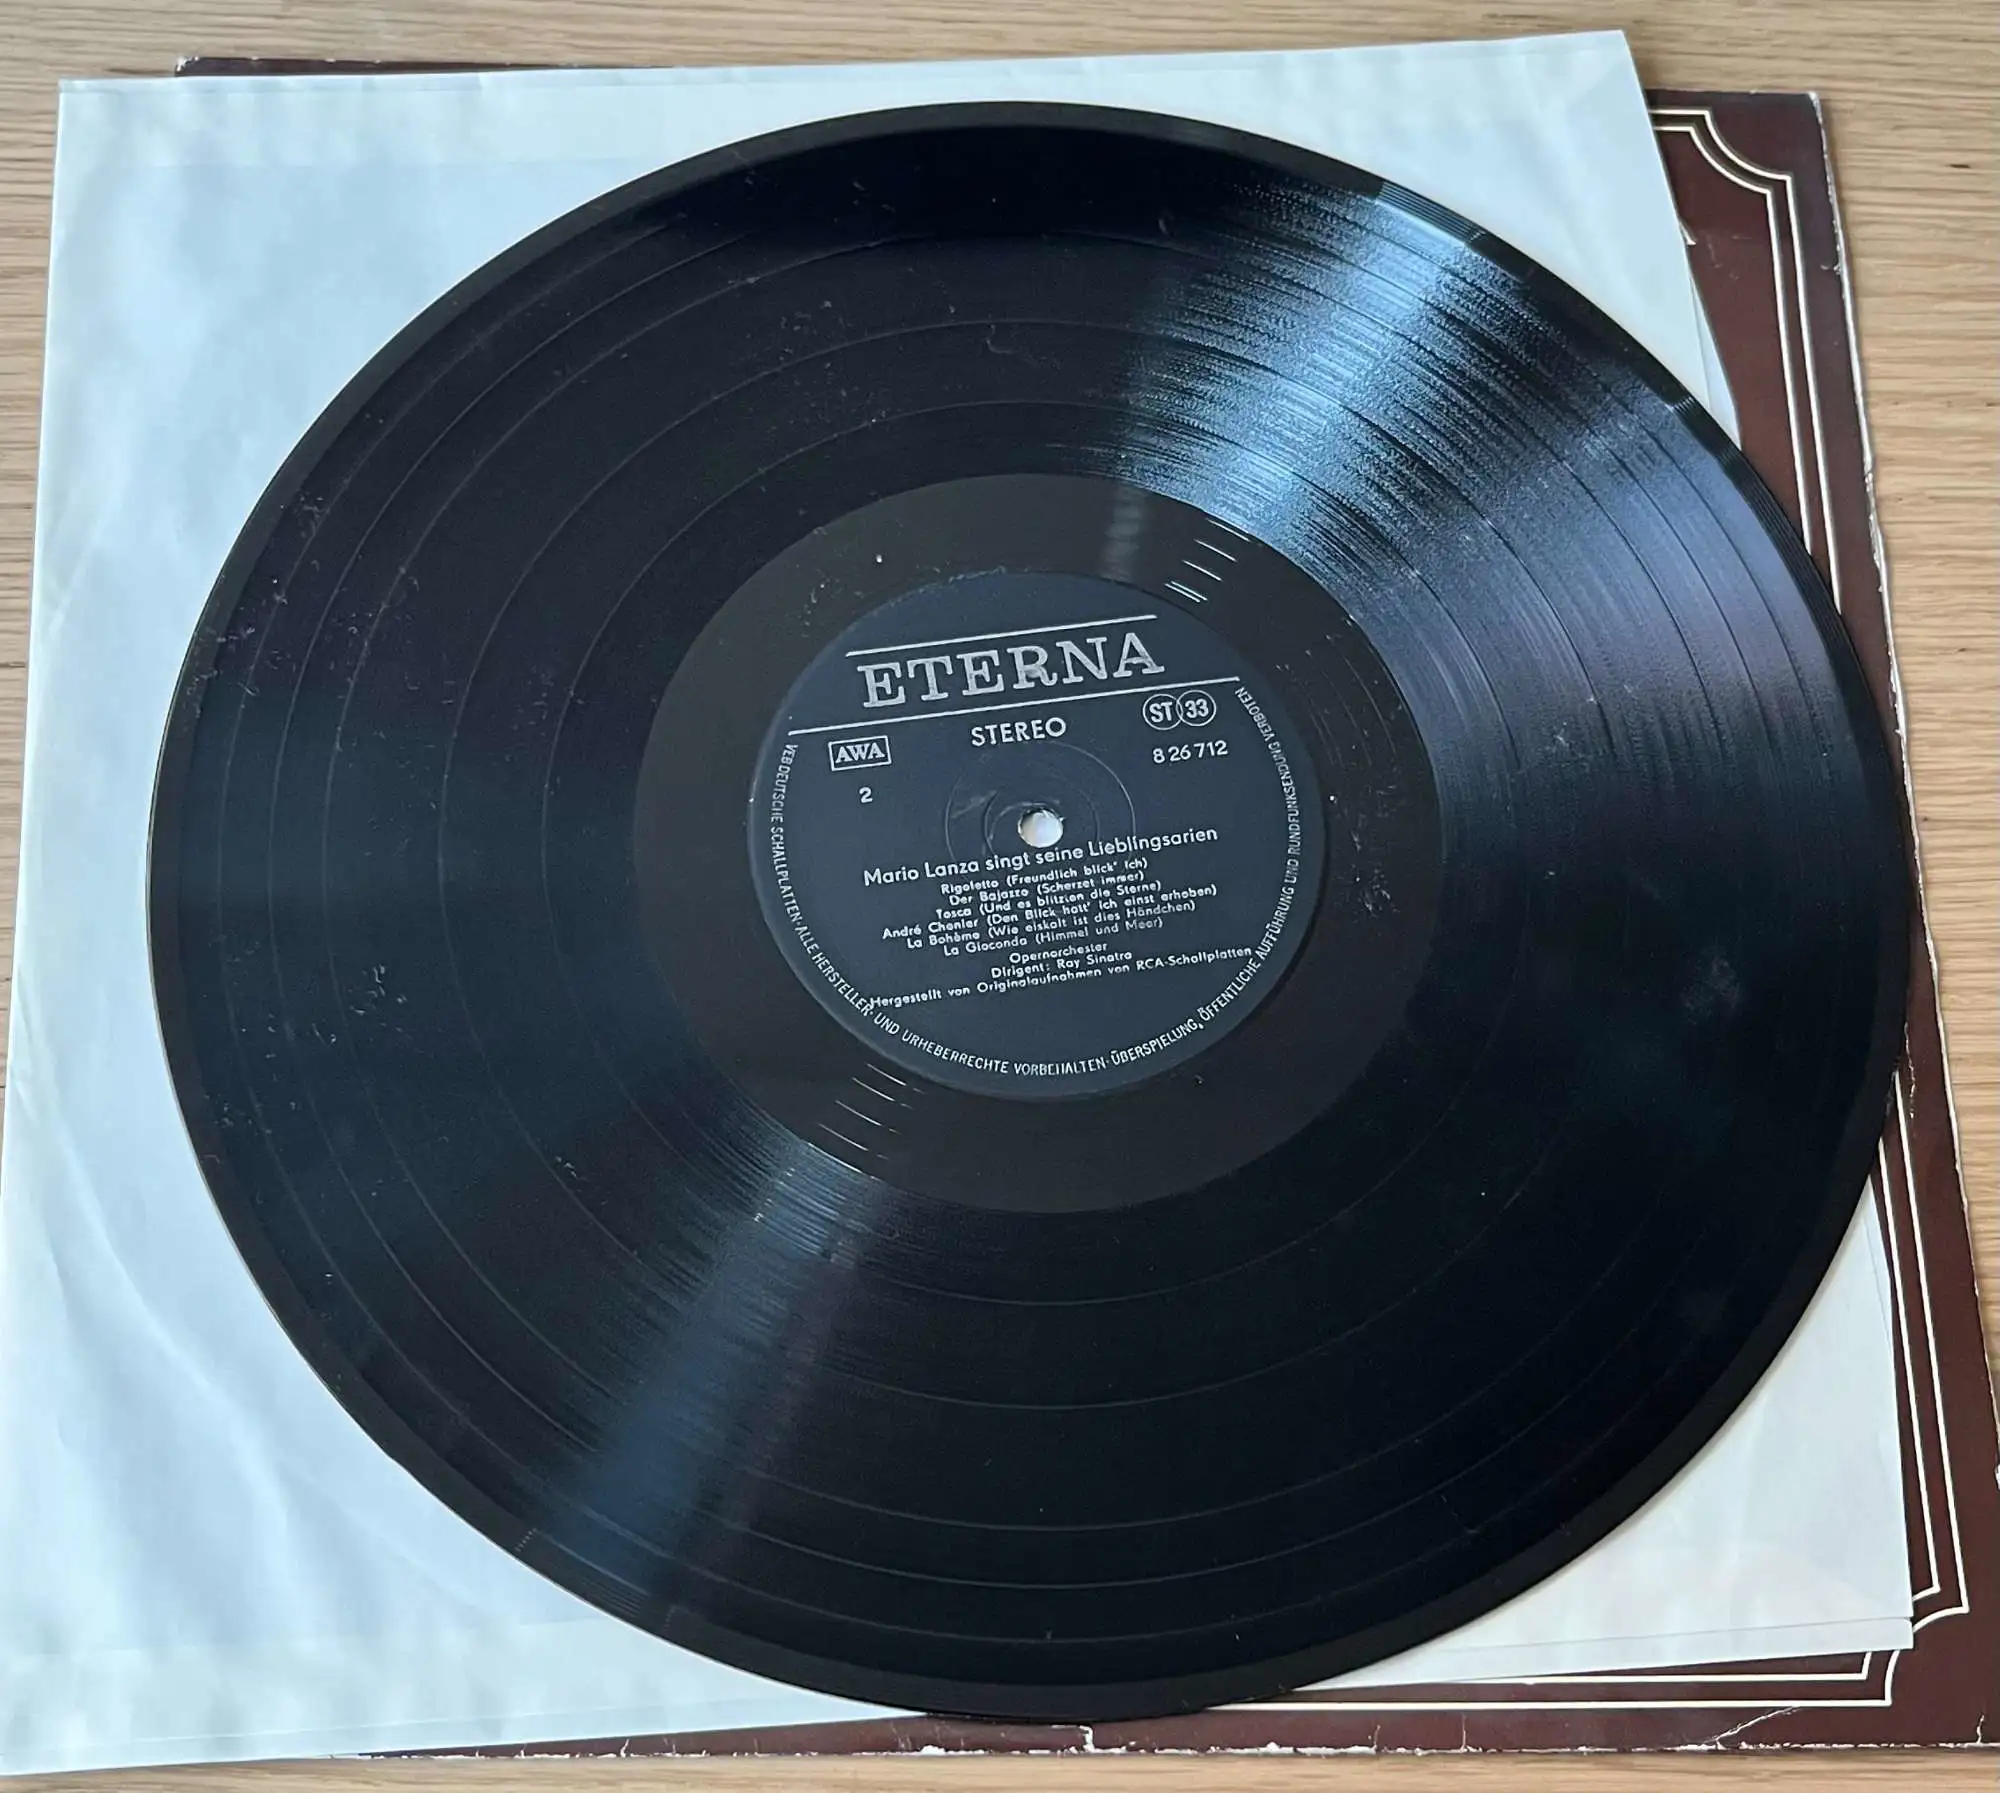 ETERNA
STEREO
ST 33
AWA
8 26 712
2
Mario Lanza singt seine Lieblingsarien
Rigoletto (Freundlich blick' ich)
Der Bajazzo (Scherzet immer)
Tosca (Und es blitzten die Sterne)
André Chenier (Den Blick hatt' ich einst erhoben)
La Bohème (Wie eiskalt ist dies Händchen)
La Gioconda (Himmel und Meer)
Opernorchester
Dirigent: Ray Sinatra
Hergestellt von Originalaufnahmen von RCA-Schallplatten
VEB DEUTSCHE SCHALLPLATTEN · ALLE HERSTELLER- UND URHEBERRECHTE VORBEHALTEN · ÜBERSPIELUNG, ÖFFENTLICHE AUFFÜHRUNG UND RUNDFUNKSENDUNG VERBOTEN